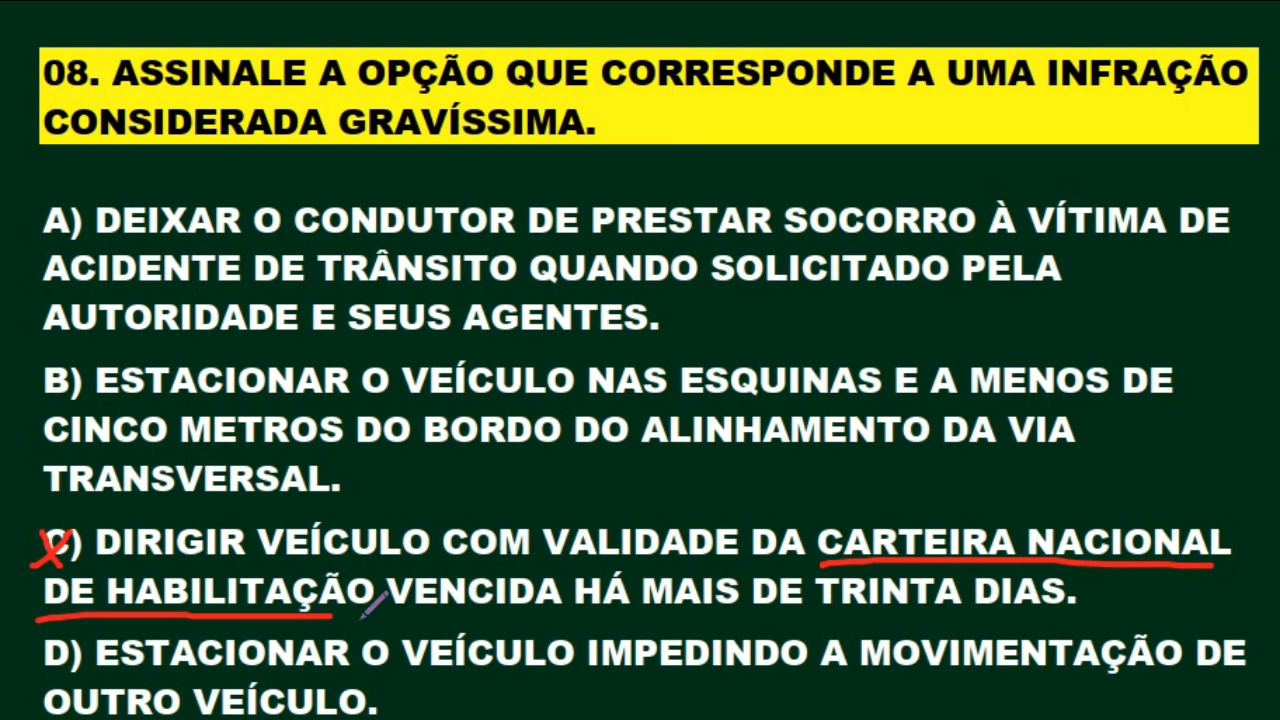 08. ASSINALE A OPÇÃO QUE CORRESPONDE A UMA INFRAÇÃO
CONSIDERADA GRAVÍSSIMA.
A) DEIXAR O CONDUTOR DE PRESTAR SOCORRO À VÍTIMA DE
ACIDENTE DE TRÂNSITO QUANDO SOLICITADO PELA
AUTORIDADE E SEUS AGENTES.
B) ESTACIONAR O VEÍCULO NAS ESQUINAS E A MENOS DE
CINCO METROS DO BORDO DO ALINHAMENTO DA VIA
TRANSVERSAL.
C) DIRIGIR VEÍCULO COM VALIDADE DA CARTEIRA NACIONAL
DE HABILITAÇÃO VENCIDA HÁ MAIS DE TRINTA DIAS.
D) ESTACIONAR O VEÍCULO IMPEDINDO A MOVIMENTAÇÃO DE
OUTRO VEÍCULO.